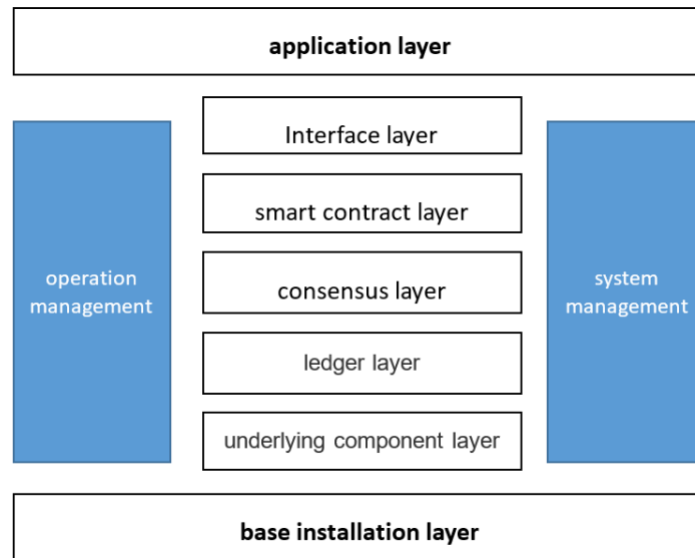 application layer
Interface layer
smart contract layer
operation
management
consensus layer
system
management
ledger layer
underlying component layer
base installation layer